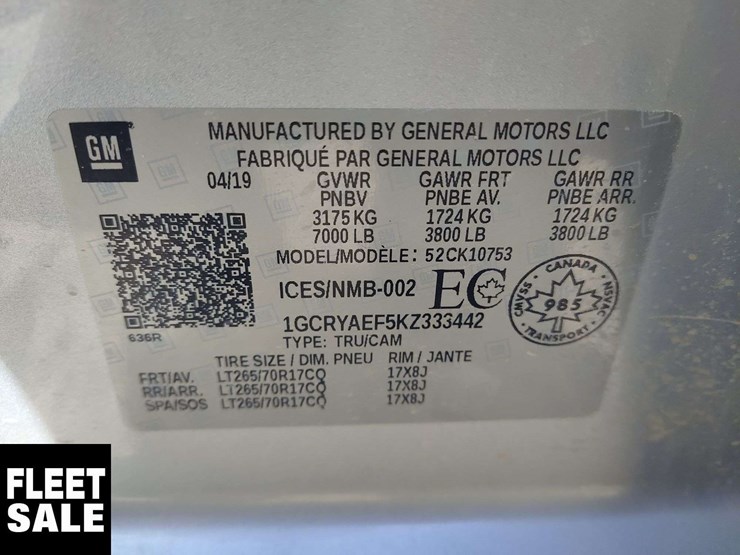 GM
MANUFACTURED BY GENERAL MOTORS LLC
FABRIQUÉ PAR GENERAL MOTORS LLC
04/19 GVWR GAWR FRT GAWR RR
PNBV PNBE AV. PNBE ARR.
3175 KG 1724 KG 1724 KG
7000 LB 3800 LB 3800 LB
MODEL/MODÈLE : 52CK10753
ICES/NMB-002 EC
CANADA
CMVSS 985 NSVAC
TRANSPORT
1GCRYAEF5KZ333442
636R
TYPE: TRU/CAM
TIRE SIZE / DIM. PNEU RIM / JANTE
FRT/AV. LT265/70R17CQ 17X8J
RR/ARR. LT265/70R17CQ 17X8J
SPA/SOS LT265/70R17CQ 17X8J
FLEET
SALE